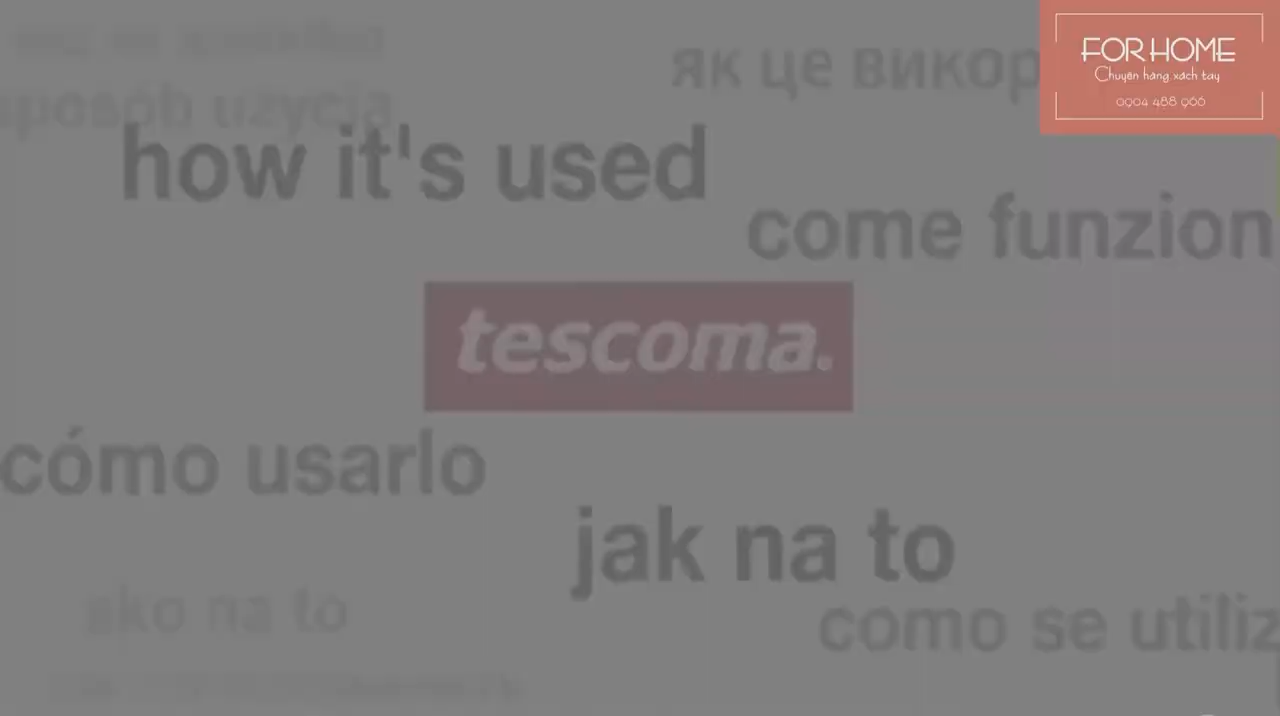 як це викор
FOR HOME
Chuyên hàng xách tay
0904 488 966
sposób użycia
how it's used
come funzion
tescoma.
cómo usarlo
jak na to
ako na to
como se utiliz